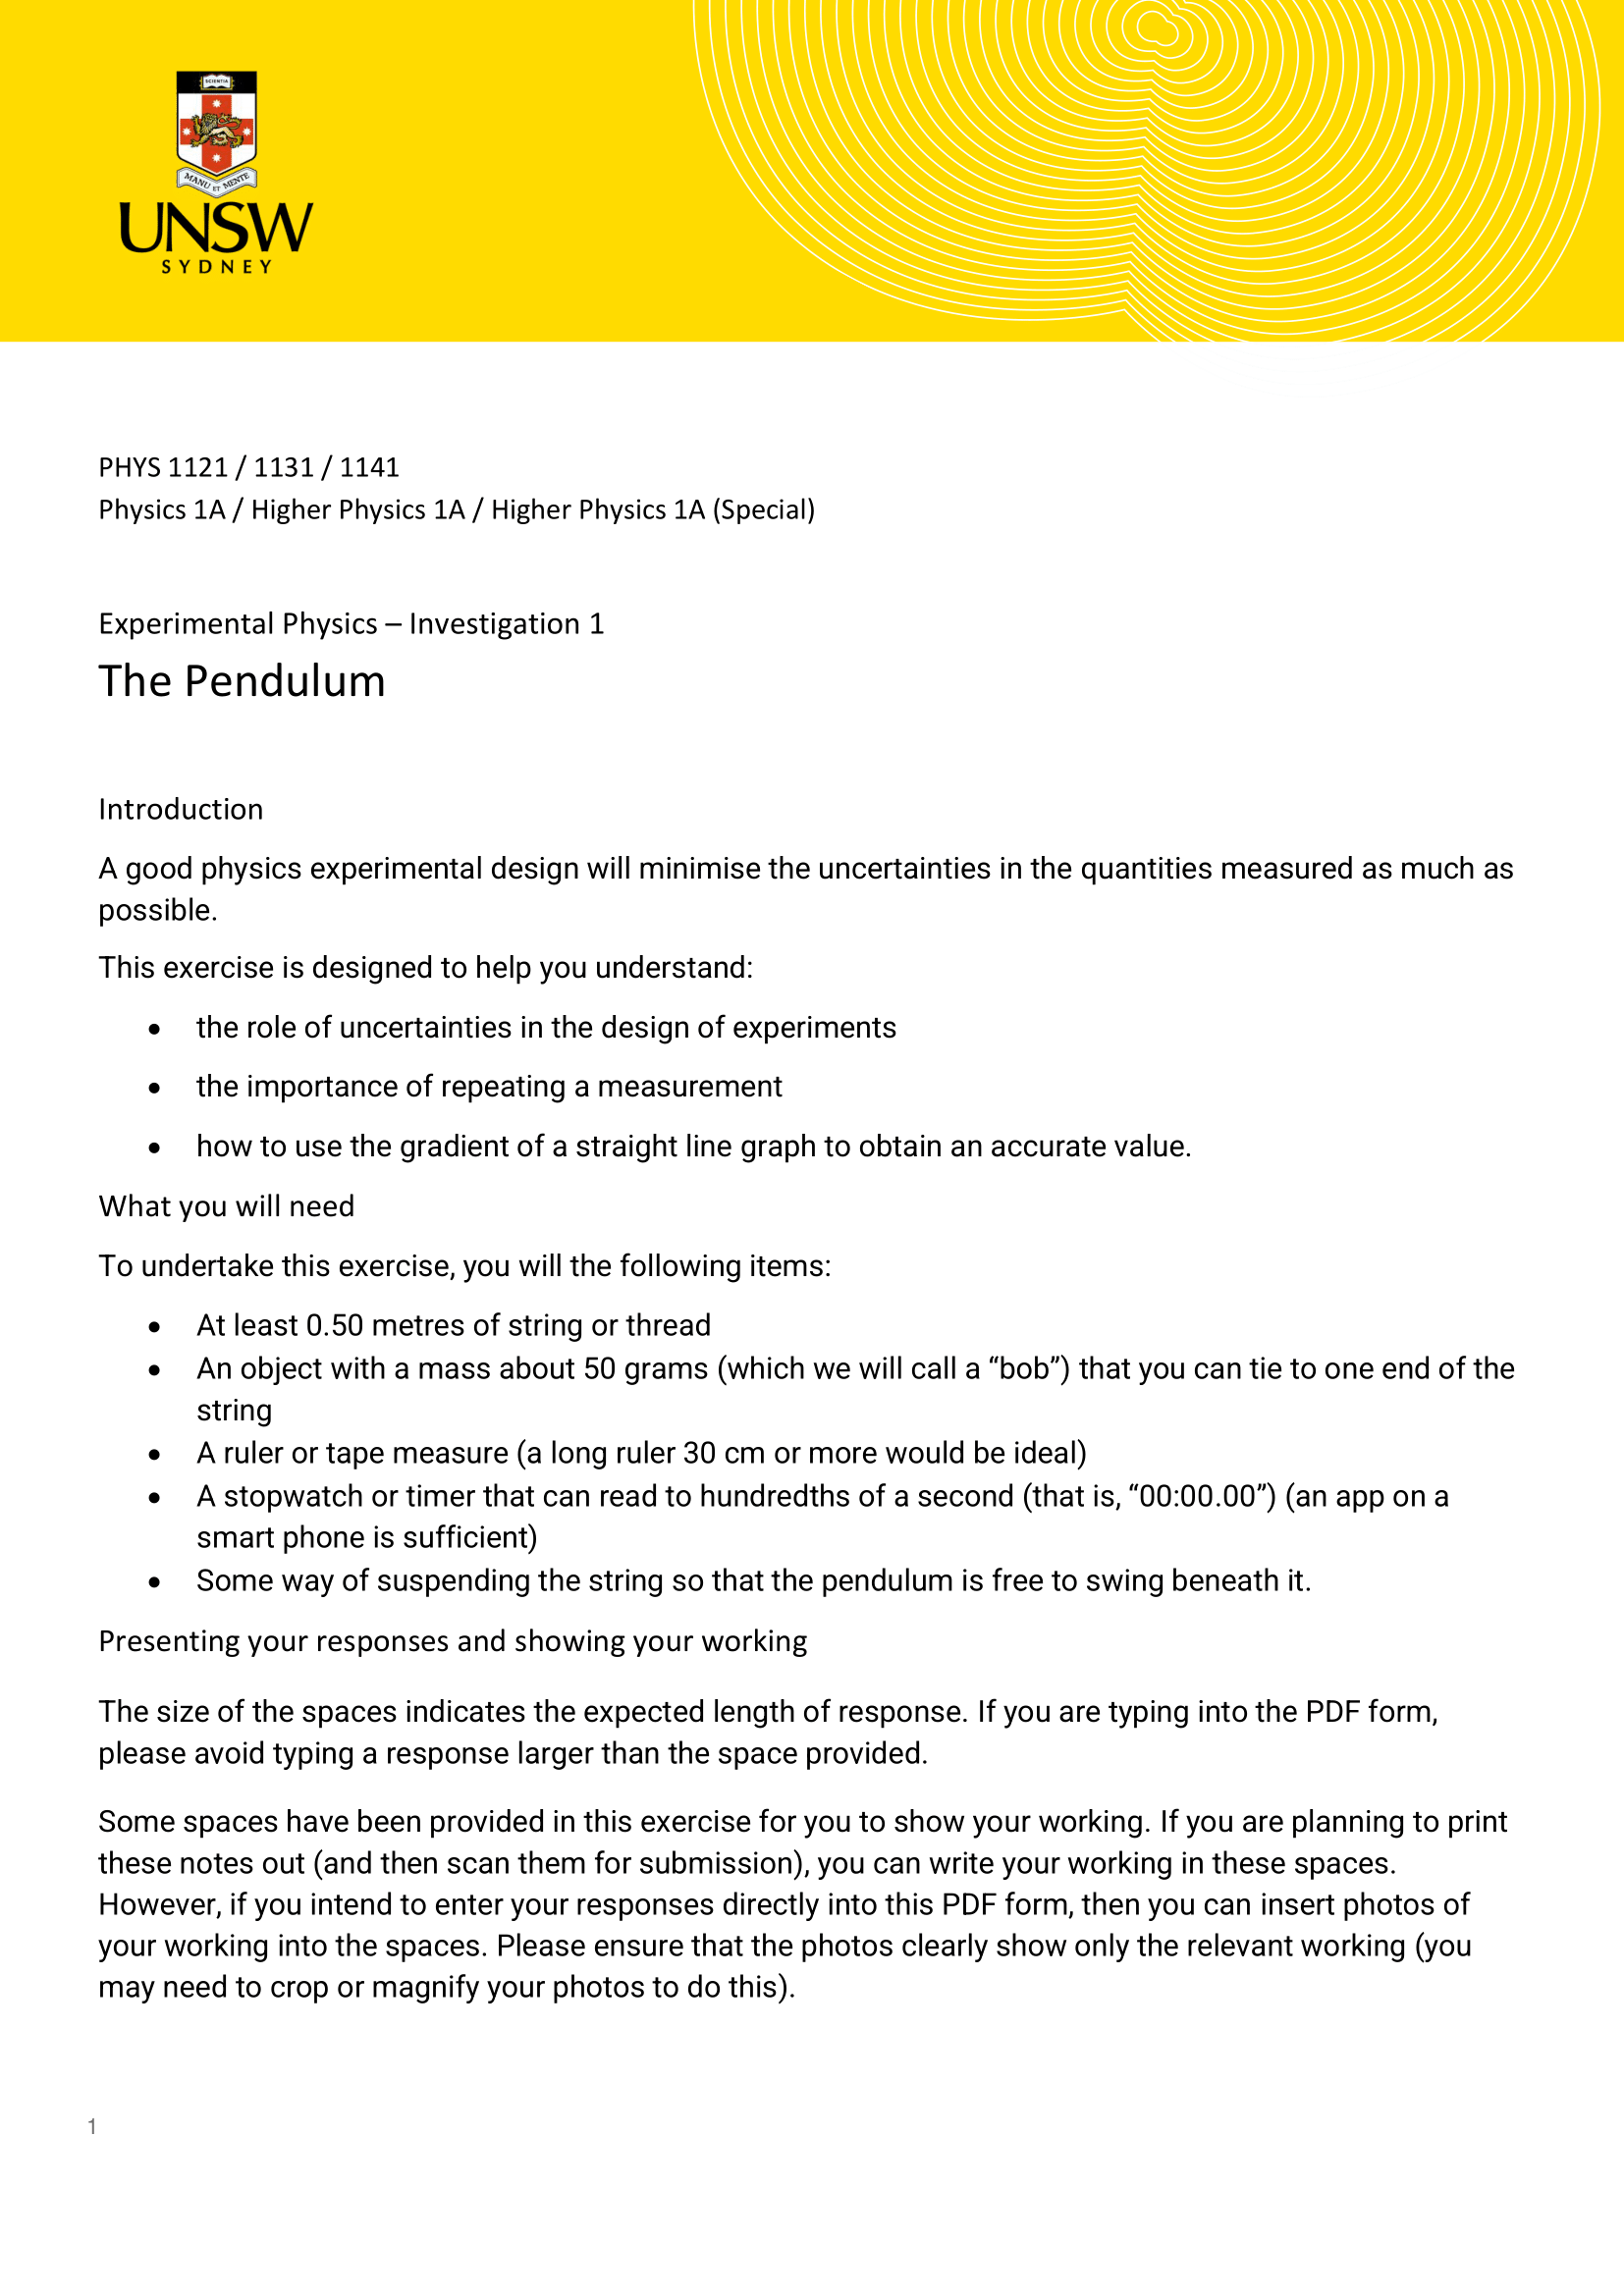 SCIENTIA
MANU ET MENTE
UNSW
SYDNEY
PHYS 1121 / 1131 / 1141
Physics 1A / Higher Physics 1A / Higher Physics 1A (Special)
Experimental Physics – Investigation 1
The Pendulum
Introduction
A good physics experimental design will minimise the uncertainties in the quantities measured as much as
possible.
This exercise is designed to help you understand:
• the role of uncertainties in the design of experiments
• the importance of repeating a measurement
• how to use the gradient of a straight line graph to obtain an accurate value.
What you will need
To undertake this exercise, you will the following items:
• At least 0.50 metres of string or thread
• An object with a mass about 50 grams (which we will call a “bob”) that you can tie to one end of the
string
• A ruler or tape measure (a long ruler 30 cm or more would be ideal)
• A stopwatch or timer that can read to hundredths of a second (that is, “00:00.00”) (an app on a
smart phone is sufficient)
• Some way of suspending the string so that the pendulum is free to swing beneath it.
Presenting your responses and showing your working
The size of the spaces indicates the expected length of response. If you are typing into the PDF form,
please avoid typing a response larger than the space provided.
Some spaces have been provided in this exercise for you to show your working. If you are planning to print
these notes out (and then scan them for submission), you can write your working in these spaces.
However, if you intend to enter your responses directly into this PDF form, then you can insert photos of
your working into the spaces. Please ensure that the photos clearly show only the relevant working (you
may need to crop or magnify your photos to do this).
1